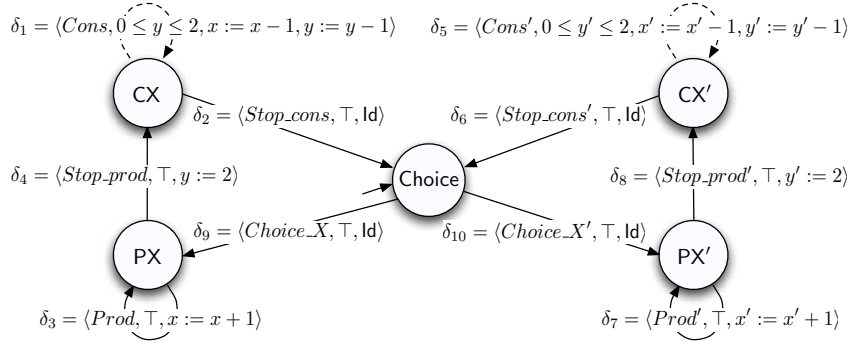 δ₁ = ⟨Cons, 0 ≤ y ≤ 2, x := x − 1, y := y − 1⟩
δ₅ = ⟨Cons′, 0 ≤ y′ ≤ 2, x′ := x′ − 1, y′ := y′ − 1⟩
CX
CX′
δ₂ = ⟨Stop_cons, ⊤, Id⟩
δ₆ = ⟨Stop_cons′, ⊤, Id⟩
δ₄ = ⟨Stop_prod, ⊤, y := 2⟩
Choice
δ₈ = ⟨Stop_prod′, ⊤, y′ := 2⟩
δ₉ = ⟨Choice_X, ⊤, Id⟩
δ₁₀ = ⟨Choice_X′, ⊤, Id⟩
PX
PX′
δ₃ = ⟨Prod, ⊤, x := x + 1⟩
δ₇ = ⟨Prod′, ⊤, x′ := x′ + 1⟩